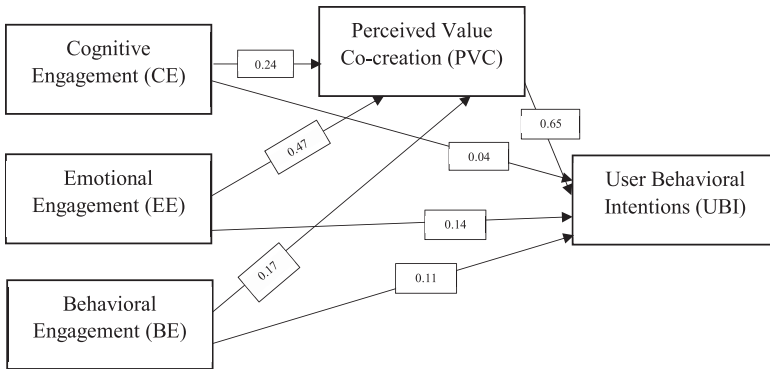 Cognitive
Engagement (CE)
Perceived Value
Co-creation (PVC)
0.24
0.65
0.47
0.04
Emotional
Engagement (EE)
User Behavioral
Intentions (UBI)
0.14
0.17
0.11
Behavioral
Engagement (BE)